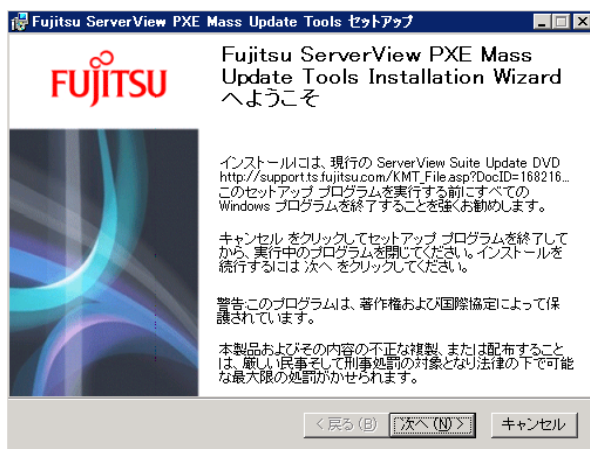 Fujitsu ServerView PXE Mass Update Tools セットアップ
FUJITSU
Fujitsu ServerView PXE Mass
Update Tools Installation Wizard
へようこそ
インストールには、現行の ServerView Suite Update DVD
http://support.ts.fujitsu.com/KMT_File.asp?DocID=168216...
このセットアップ プログラムを実行する前にすべての
Windows プログラムを終了することを強くお勧めします。
キャンセル をクリックしてセットアップ プログラムを終了して
から、実行中のプログラムを閉じてください。インストールを
続行するには 次へ をクリックしてください。
警告:このプログラムは、著作権および国際協定によって保
護されています。
本製品およびその内容の不正な複製、または配布すること
は、厳しい民事そして刑事処罰の対象となり法律の下で可能
な最大限の処罰がかせられます。
< 戻る (B)
次へ (N) >
キャンセル